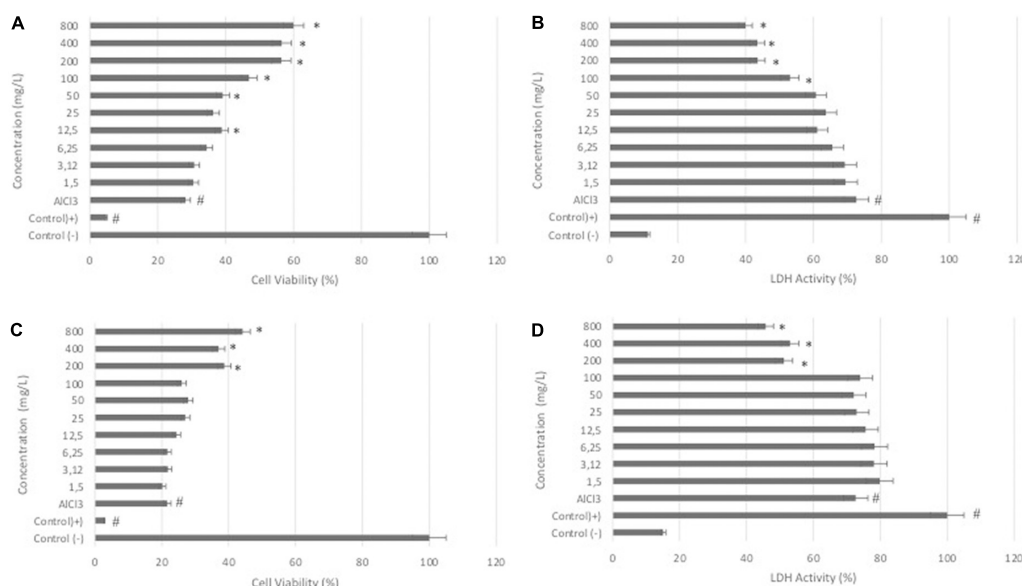 A
Concentration (mg/L)
800 *
400 *
200 *
100 *
50 *
25
12,5 *
6,25
3,12
1,5
AlCl3 #
Control)+) #
Control (-)
0 20 40 60 80 100 120
Cell Viability (%)
B
Concentration (mg/L)
800 *
400 *
200 *
100 *
50
25
12,5
6,25
3,12
1,5
AlCl3 #
Control)+) #
Control (-)
0 20 40 60 80 100 120
LDH Activity (%)
C
Concentration (mg/L)
800 *
400 *
200 *
100
50
25
12,5
6,25
3,12
1,5
AlCl3 #
Control)+) #
Control (-)
0 20 40 60 80 100 120
Cell Viability (%)
D
Concentration (mg/L)
800 *
400 *
200 *
100
50
25
12,5
6,25
3,12
1,5
AlCl3 #
Control)+) #
Control (-)
0 20 40 60 80 100 120
LDH Activity (%)